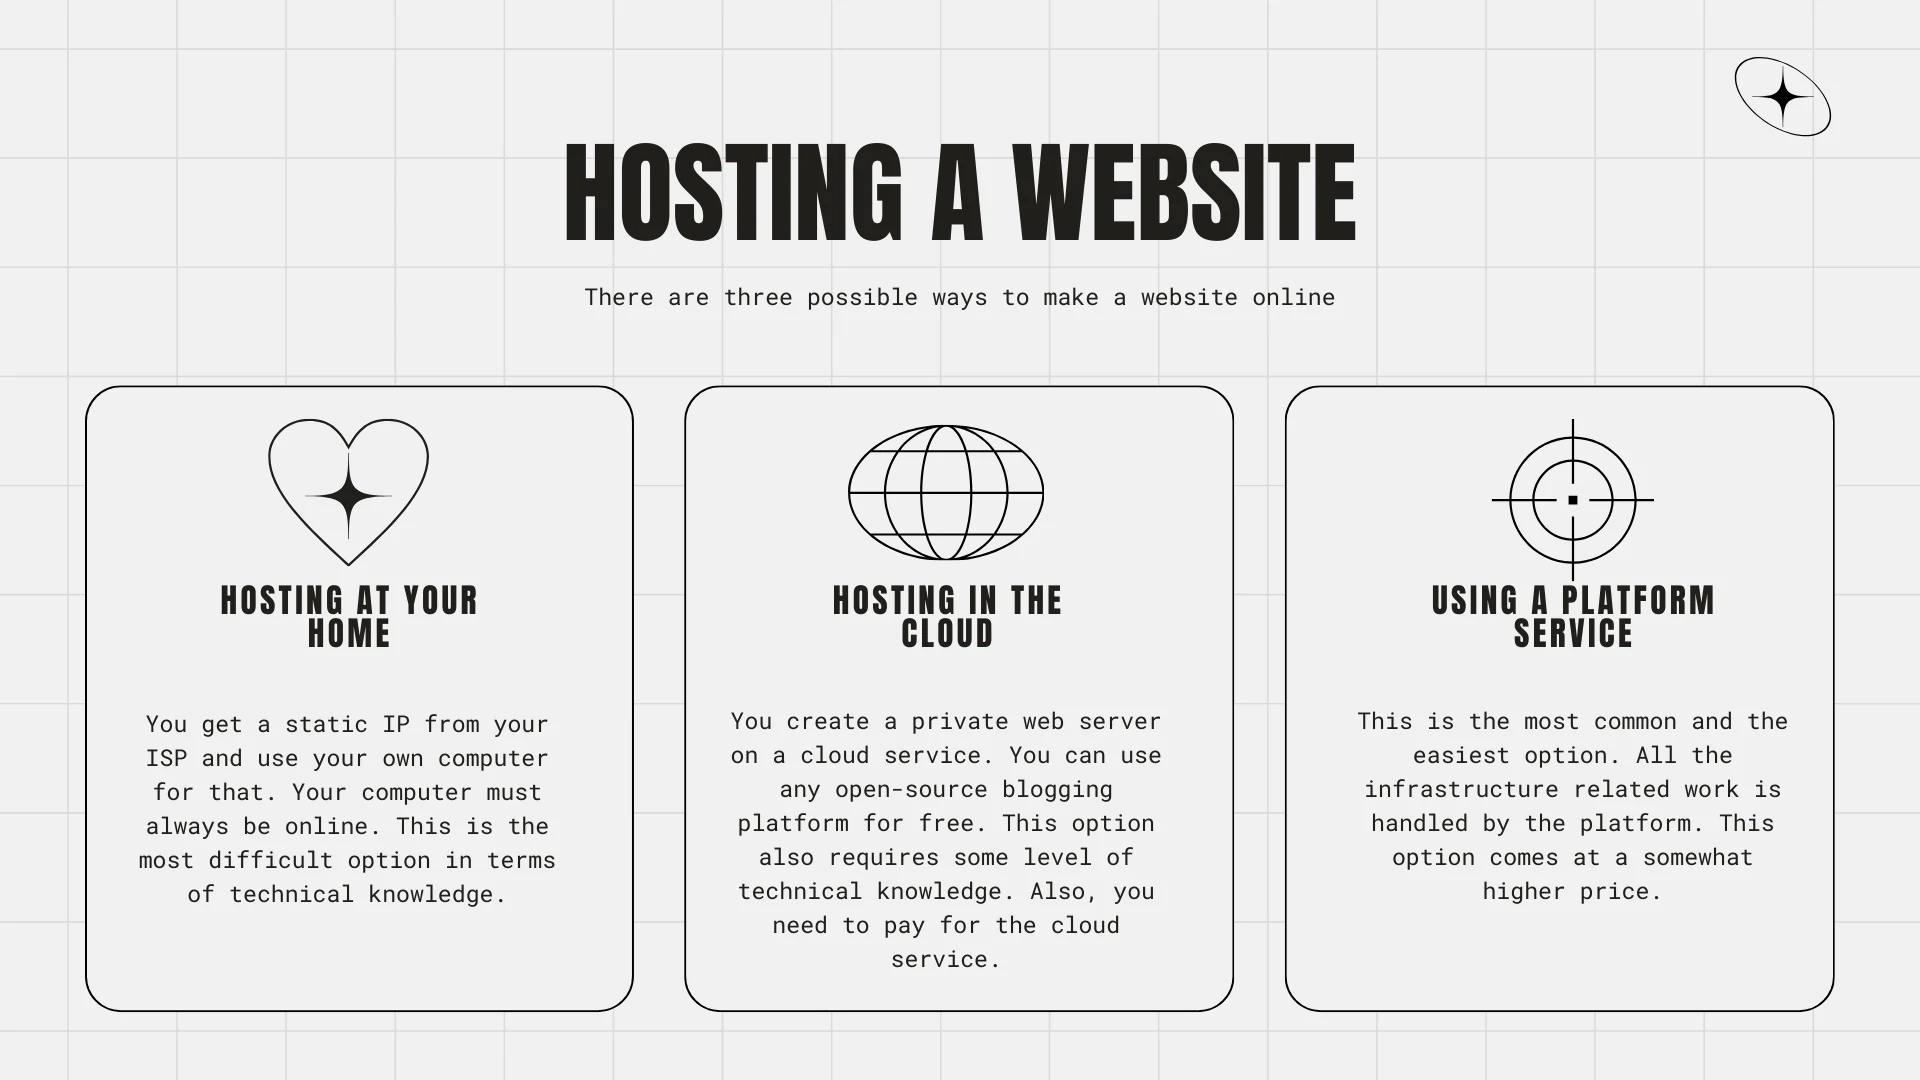 HOSTING A WEBSITE
There are three possible ways to make a website online
HOSTING AT YOUR
HOME
You get a static IP from your
ISP and use your own computer
for that. Your computer must
always be online. This is the
most difficult option in terms
of technical knowledge.
HOSTING IN THE
CLOUD
You create a private web server
on a cloud service. You can use
any open-source blogging
platform for free. This option
also requires some level of
technical knowledge. Also, you
need to pay for the cloud
service.
USING A PLATFORM
SERVICE
This is the most common and the
easiest option. All the
infrastructure related work is
handled by the platform. This
option comes at a somewhat
higher price.